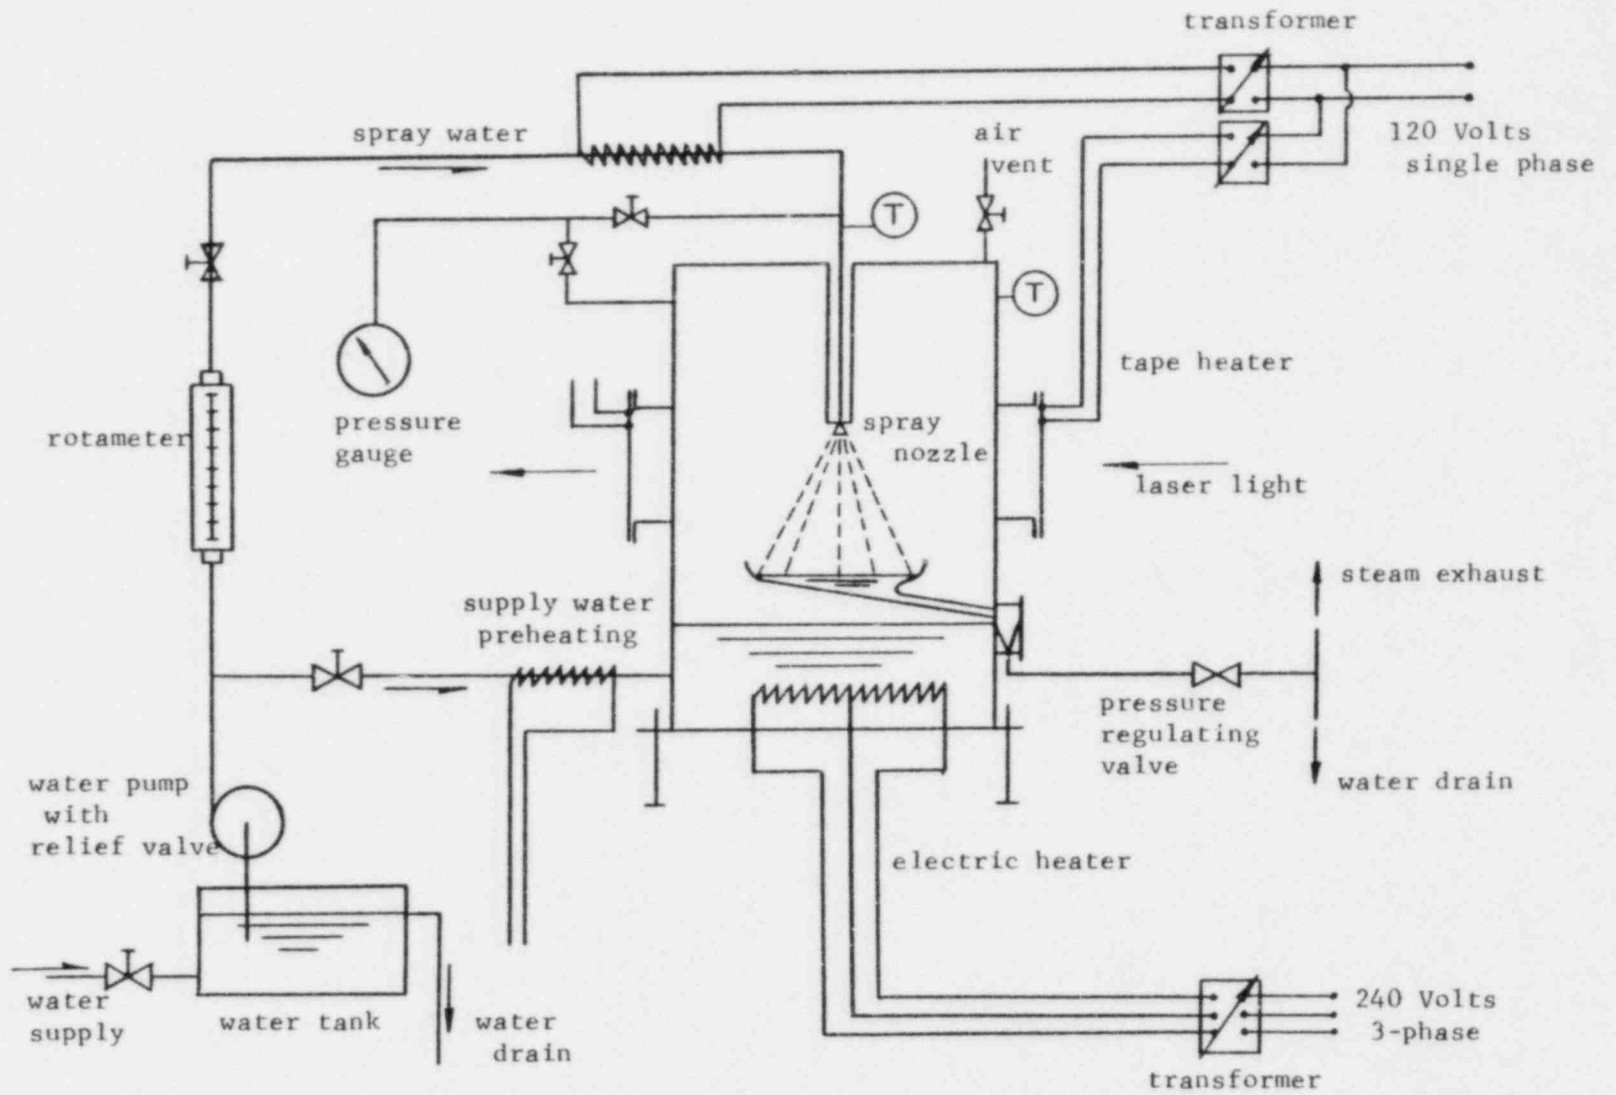 transformer
spray water
air
vent
120 Volts
single phase
T
T
tape heater
rotameter
pressure
gauge
spray
nozzle
laser light
steam exhaust
supply water
preheating
pressure
regulating
valve
water drain
water pump
with
relief valve
electric heater
water
supply
water tank
water
drain
240 Volts
3-phase
transformer